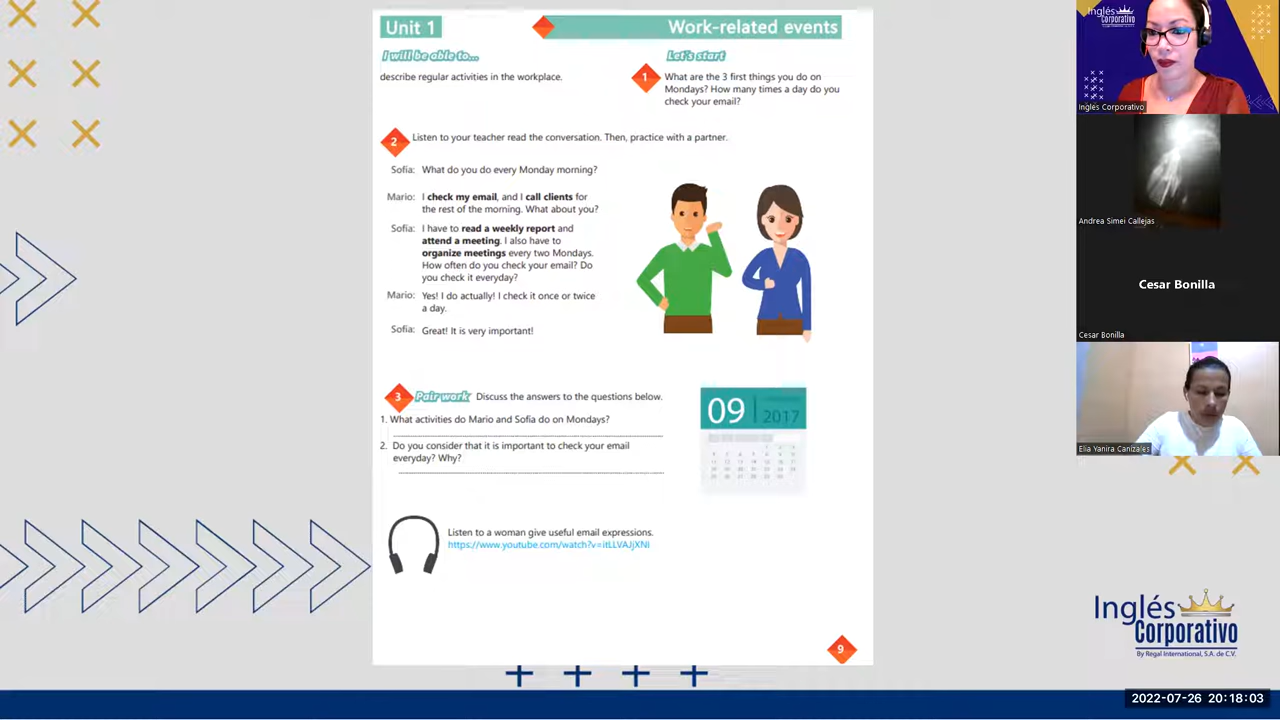 Unit 1
Work-related events
I will be able to...
describe regular activities in the workplace.
Let's start
1
What are the 3 first things you do on
Mondays? How many times a day do you
check your email?
2
Listen to your teacher read the conversation. Then, practice with a partner.
Sofía: What do you do every Monday morning?
Mario: I check my email, and I call clients for
the rest of the morning. What about you?
Sofía: I have to read a weekly report and
attend a meeting. I also have to
organize meetings every two Mondays.
How often do you check your email? Do
you check it everyday?
Mario: Yes! I do actually! I check it once or twice
a day.
Sofía: Great! It is very important!
3
Pair work Discuss the answers to the questions below.
1. What activities do Mario and Sofía do on Mondays?
2. Do you consider that it is important to check your email
everyday? Why?
09
2017
Listen to a woman give useful email expressions.
https://www.youtube.com/watch?v=itLLVAJjXNI
9
Inglés
Corporativo
Inglés Corporativo
Andrea Simei Callejas
Cesar Bonilla
Cesar Bonilla
Elia Yanira Canizales
Inglés
Corporativo
By Regal International, S.A. de C.V.
2022-07-26 20:18:03